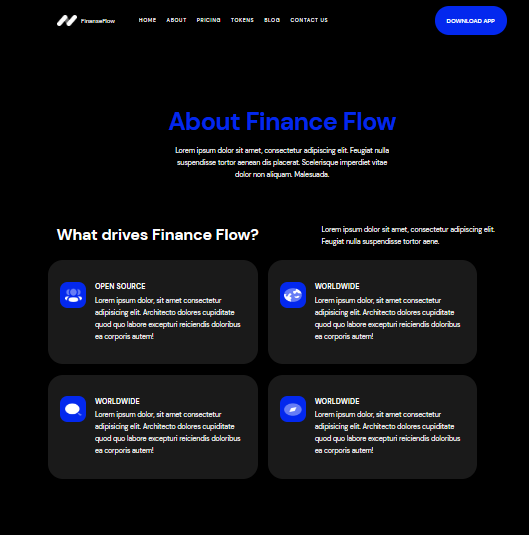 FinanseFlow
HOME ABOUT PRICING TOKENS BLOG CONTACT US
DOWNLOAD APP
About Finance Flow
Lorem ipsum dolor sit amet, consectetur adipiscing elit. Feugiat nulla
suspendisse tortor aenean dis placerat. Scelerisque imperdiet vitae
dolor non aliquam. Malesuada.
What drives Finance Flow?
Lorem ipsum dolor sit amet, consectetur adipiscing elit.
Feugiat nulla suspendisse tortor aene.
OPEN SOURCE
Lorem ipsum dolor, sit amet consectetur
adipisicing elit. Architecto dolores cupiditate
quod quo labore excepturi reiciendis doloribus
ea corporis autem!
WORLDWIDE
Lorem ipsum dolor, sit amet consectetur
adipisicing elit. Architecto dolores cupiditate
quod quo labore excepturi reiciendis doloribus
ea corporis autem!
WORLDWIDE
Lorem ipsum dolor, sit amet consectetur
adipisicing elit. Architecto dolores cupiditate
quod quo labore excepturi reiciendis doloribus
ea corporis autem!
WORLDWIDE
Lorem ipsum dolor, sit amet consectetur
adipisicing elit. Architecto dolores cupiditate
quod quo labore excepturi reiciendis doloribus
ea corporis autem!